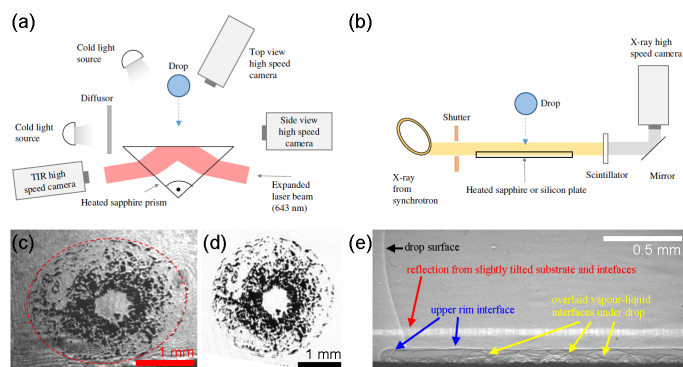 (a)
Cold light
source
Drop
Top view
high speed
camera
Diffusor
Cold light
source
Side view
high speed
camera
TIR high
speed camera
Heated sapphire prism
Expanded
laser beam
(643 nm)
(b)
X-ray high
speed camera
Shutter
Drop
X-ray
from
synchrotron
Heated sapphire or silicon plate
Scintillator
Mirror
(c)
1 mm
(d)
1 mm
(e)
0.5 mm
drop surface
reflection from slightly tilted substrate and intefaces
upper rim interface
overlaid vapour-liquid
interfaces under drop